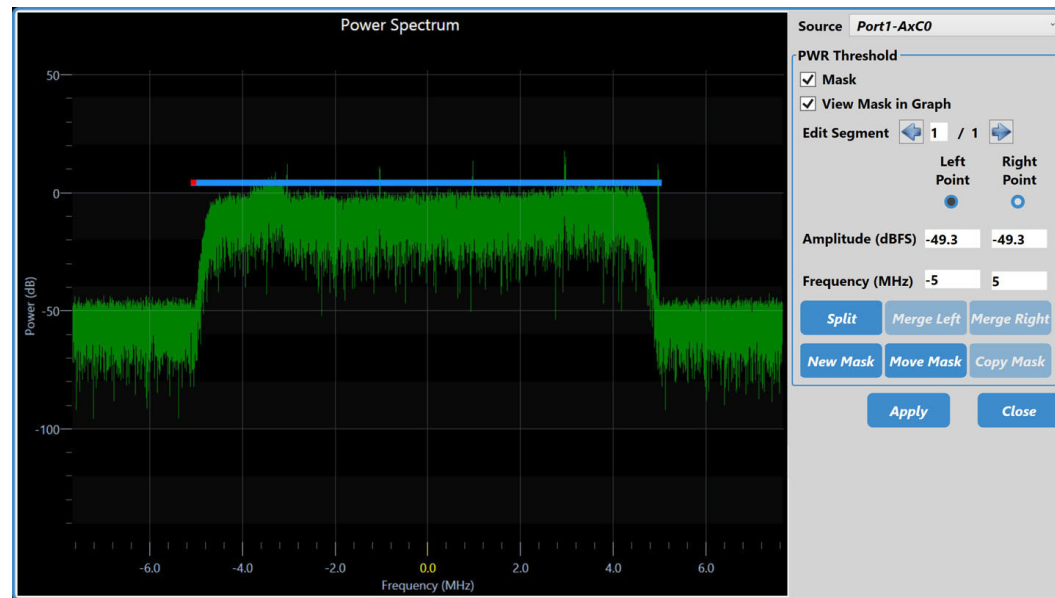 Power Spectrum
50
0
-50
-100
Power (dB)
-6.0 -4.0 -2.0 0.0 2.0 4.0 6.0
Frequency (MHz)
Source Port1-AxC0
PWR Threshold
Mask
View Mask in Graph
Edit Segment 1 / 1
Left Right
Point Point
Amplitude (dBFS) -49.3 -49.3
Frequency (MHz) -5 5
Split Merge Left Merge Right
New Mask Move Mask Copy Mask
Apply Close